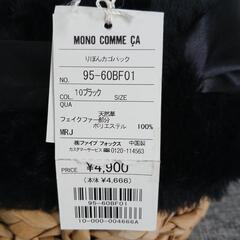 MONO COMME ÇA
りぼんカゴバック
NO. 95-60BF01
COL. 10ブラック
QUA
天然草
フェイクファー部分
ポリエステル 100%
MRJ
㈱ファイブ フォックス 中国製
カスタマーサービス ☎0120-114563
PRICE
¥4,900
(本体 ¥4,666)
95-60BF01
10-000-0004666A